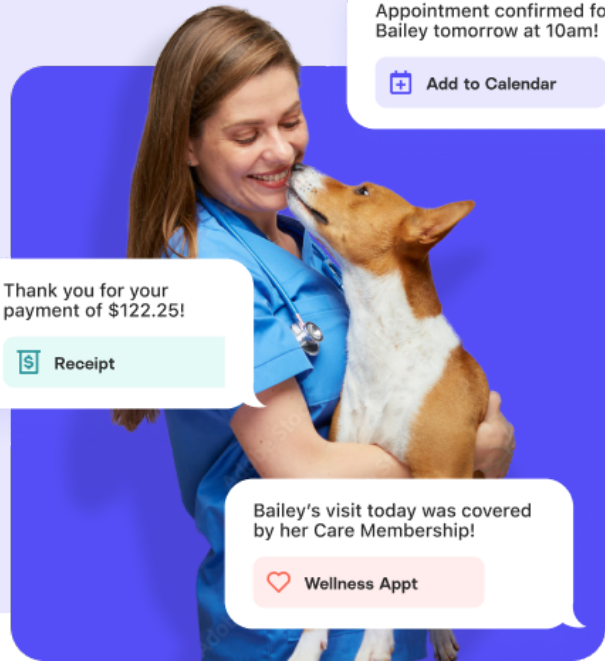 Appointment confirmed fo
Bailey tomorrow at 10am!
Add to Calendar
Thank you for your
payment of $122.25!
Receipt
Bailey's visit today was covered
by her Care Membership!
Wellness Appt